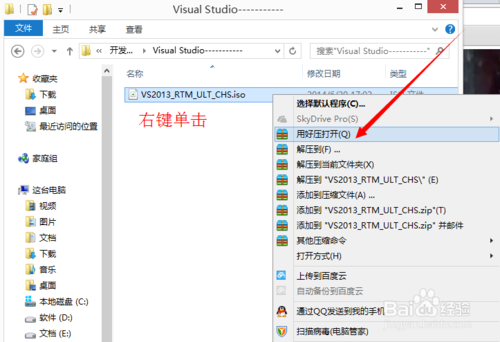 Visual Studio-----------
文件
主页
共享
查看
« 开发... ▸ Visual Studio-----------
搜索"Visual Studio-----------"
名称
修改日期
类型
VS2013_RTM_ULT_CHS.iso
右键单击
收藏夹
下载
桌面
最近访问的位置
家庭组
这台电脑
视频
图片
文档
下载
音乐
桌面
本地磁盘 (C:)
软件 (D:)
文档 (E:)
选择默认程序(C)...
SkyDrive Pro(S)
用好压打开(Q)
解压到(F) ...
解压到当前文件夹(X)
解压到 "VS2013_RTM_ULT_CHS\" (E)
添加到压缩文件(A) ...
添加到 "VS2013_RTM_ULT_CHS.zip"(T)
添加到 "VS2013_RTM_ULT_CHS.zip" 并邮件
其他压缩命令
打开方式(H)
上传到百度云
自动备份到百度云
通过QQ发送到我的手机
扫描病毒(电脑管家)
Baidu 经验